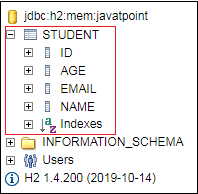 jdbc:h2:mem:javatpoint
STUDENT
ID
AGE
EMAIL
NAME
Indexes
INFORMATION_SCHEMA
Users
H2 1.4.200 (2019-10-14)